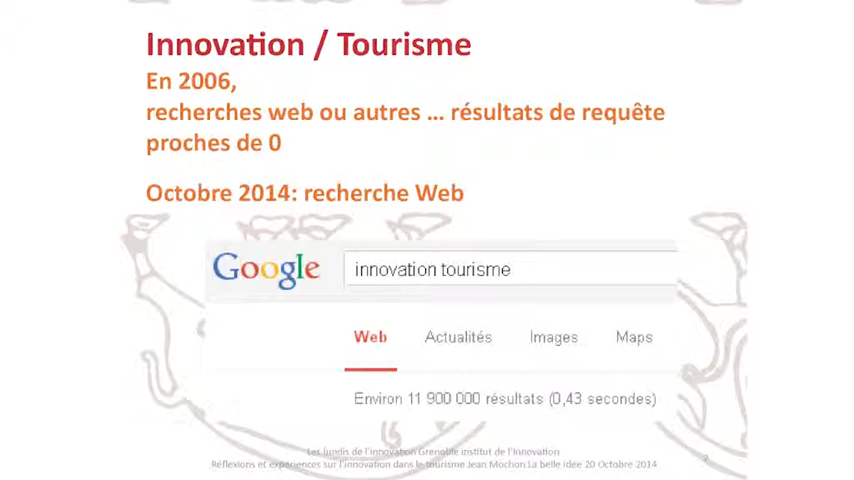 Innovation / Tourisme
En 2006,
recherches web ou autres … résultats de requête
proches de 0
Octobre 2014: recherche Web
Google innovation tourisme
Web Actualités Images Maps
Environ 11 900 000 résultats (0,43 secondes)
Les lundis de l'innovation Grenoble institut de l'Innovation
Réflexions et expériences sur l'innovation dans le tourisme Jean Mochon La belle idée 20 Octobre 2014
2